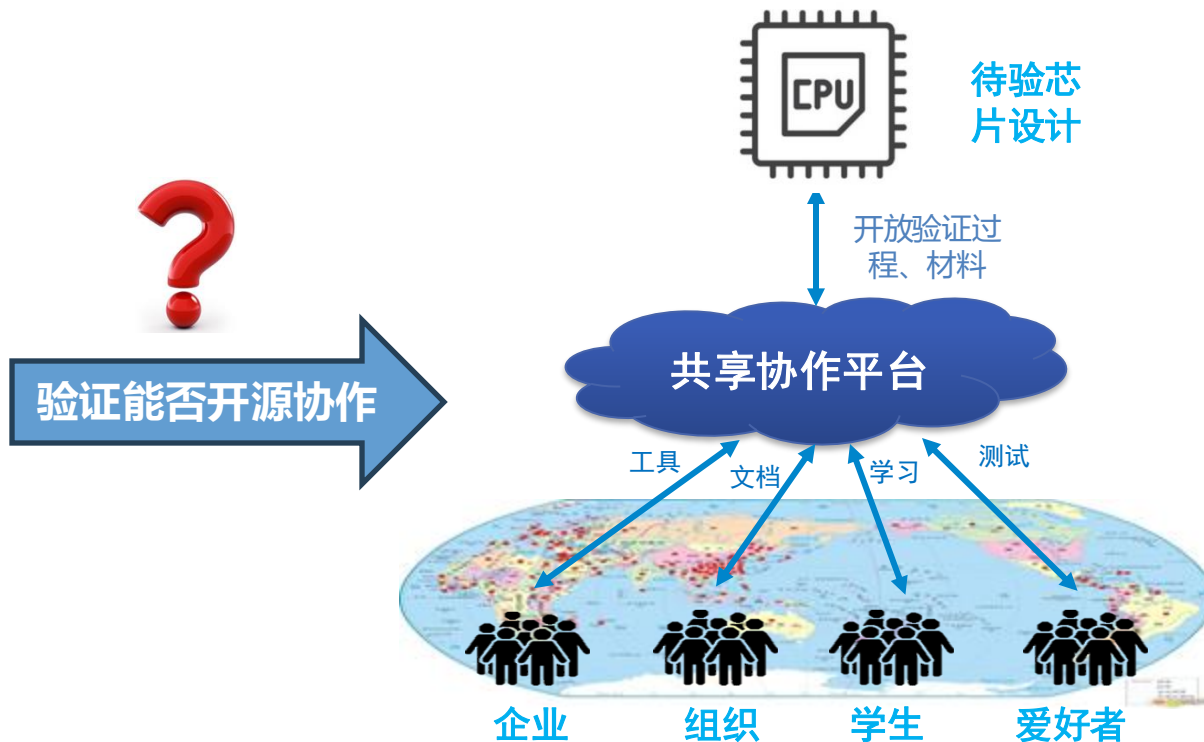 CPU
待验芯
片设计
开放验证过
程、材料
验证能否开源协作
共享协作平台
工具
文档
学习
测试
企业
组织
学生
爱好者